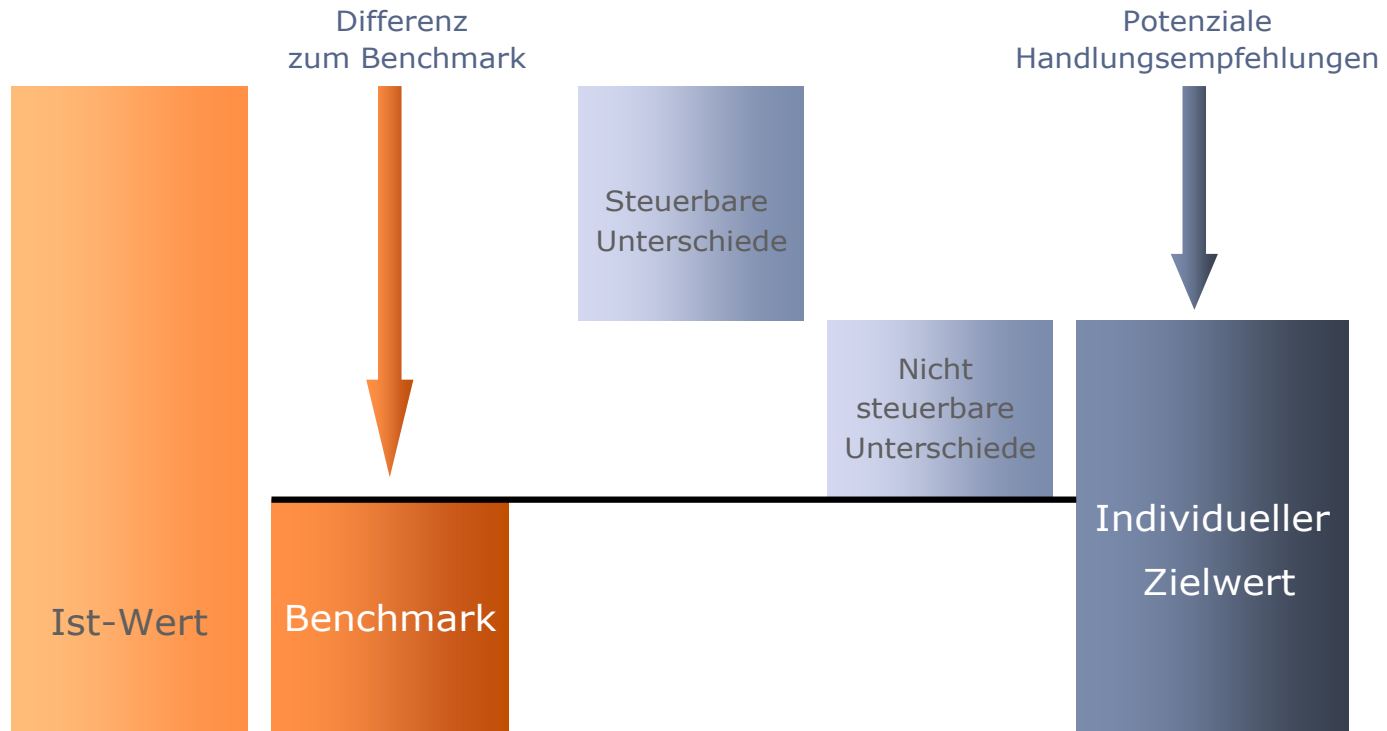 Differenz
zum Benchmark
Potenziale
Handlungsempfehlungen
Steuerbare
Unterschiede
Nicht
steuerbare
Unterschiede
Ist-Wert
Benchmark
Individueller
Zielwert